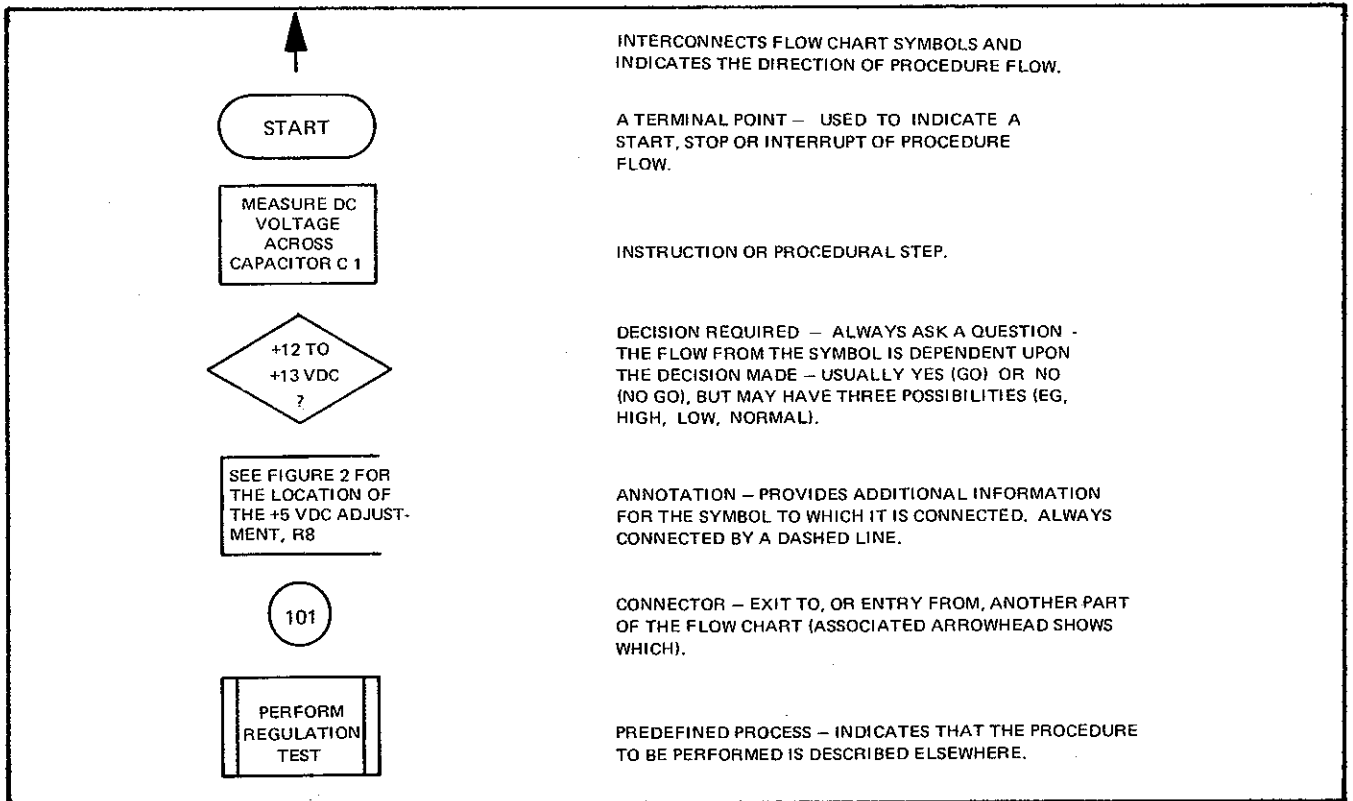 INTERCONNECTS FLOW CHART SYMBOLS AND
INDICATES THE DIRECTION OF PROCEDURE FLOW.
START
A TERMINAL POINT – USED TO INDICATE A
START, STOP OR INTERRUPT OF PROCEDURE
FLOW.
MEASURE DC
VOLTAGE
ACROSS
CAPACITOR C 1
INSTRUCTION OR PROCEDURAL STEP.
+12 TO
+13 VDC
?
DECISION REQUIRED – ALWAYS ASK A QUESTION -
THE FLOW FROM THE SYMBOL IS DEPENDENT UPON
THE DECISION MADE – USUALLY YES (GO) OR NO
(NO GO), BUT MAY HAVE THREE POSSIBILITIES (EG,
HIGH, LOW, NORMAL).
SEE FIGURE 2 FOR
THE LOCATION OF
THE +5 VDC ADJUST-
MENT, R8
ANNOTATION – PROVIDES ADDITIONAL INFORMATION
FOR THE SYMBOL TO WHICH IT IS CONNECTED. ALWAYS
CONNECTED BY A DASHED LINE.
101
CONNECTOR – EXIT TO, OR ENTRY FROM, ANOTHER PART
OF THE FLOW CHART (ASSOCIATED ARROWHEAD SHOWS
WHICH).
PERFORM
REGULATION
TEST
PREDEFINED PROCESS – INDICATES THAT THE PROCEDURE
TO BE PERFORMED IS DESCRIBED ELSEWHERE.